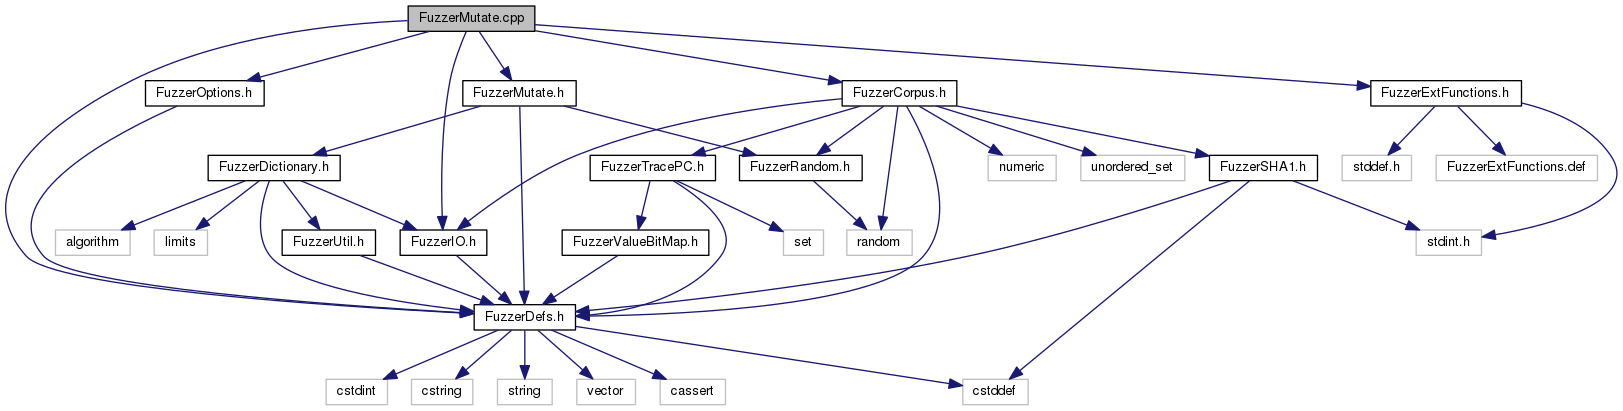 FuzzerMutate.cpp
FuzzerOptions.h
FuzzerMutate.h
FuzzerCorpus.h
FuzzerExtFunctions.h
FuzzerDictionary.h
FuzzerTracePC.h
FuzzerRandom.h
numeric
unordered_set
FuzzerSHA1.h
stddef.h
FuzzerExtFunctions.def
algorithm
limits
FuzzerUtil.h
FuzzerIO.h
FuzzerValueBitMap.h
set
random
stdint.h
FuzzerDefs.h
cstdint
cstring
string
vector
cassert
cstddef